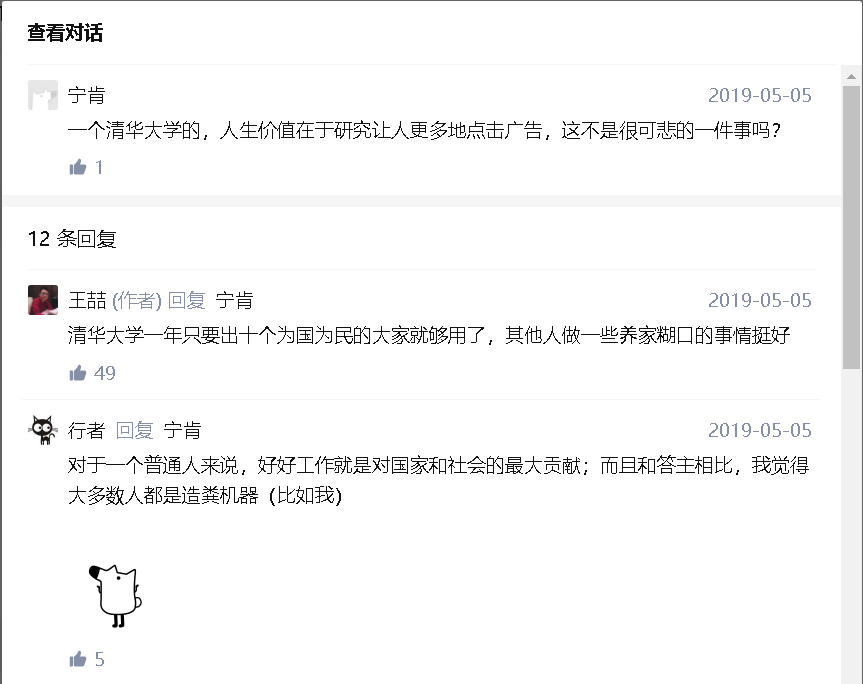 查看对话
宁肯 2019-05-05
一个清华大学的，人生价值在于研究让人更多地点击广告，这不是很可悲的一件事吗？
1
12 条回复
王喆 (作者) 回复 宁肯 2019-05-05
清华大学一年只要出十个为国为民的大家就够用了，其他人做一些养家糊口的事情挺好
49
行者 回复 宁肯 2019-05-05
对于一个普通人来说，好好工作就是对国家和社会的最大贡献；而且和答主相比，我觉得
大多数人都是造粪机器（比如我）
5